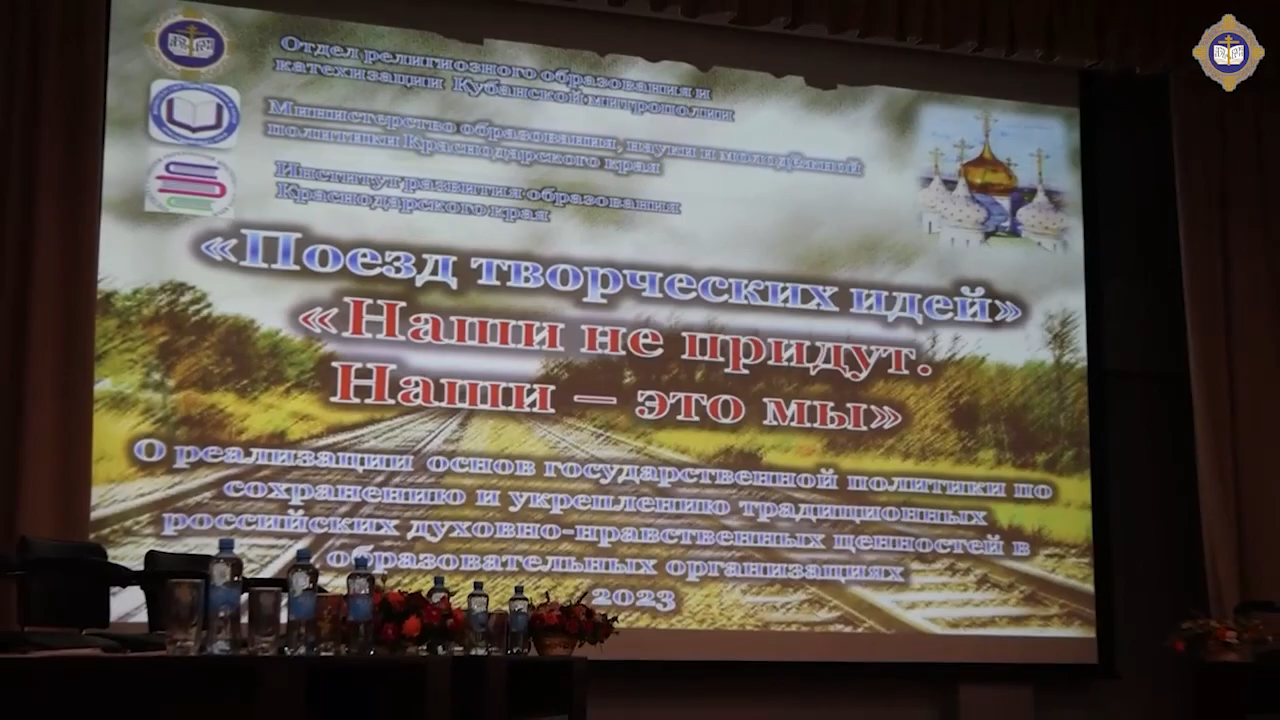 Отдел религиозного образования и
катехизации Кубанской митрополии
Министерство образования, науки и молодёжной
политики Краснодарского края
Институт развития образования
Краснодарского края
«Поезд творческих идей»
«Наши не придут.
Наши – это мы»
О реализации основ государственной политики по
сохранению и укреплению традиционных
российских духовно-нравственных ценностей в
образовательных организациях
2023